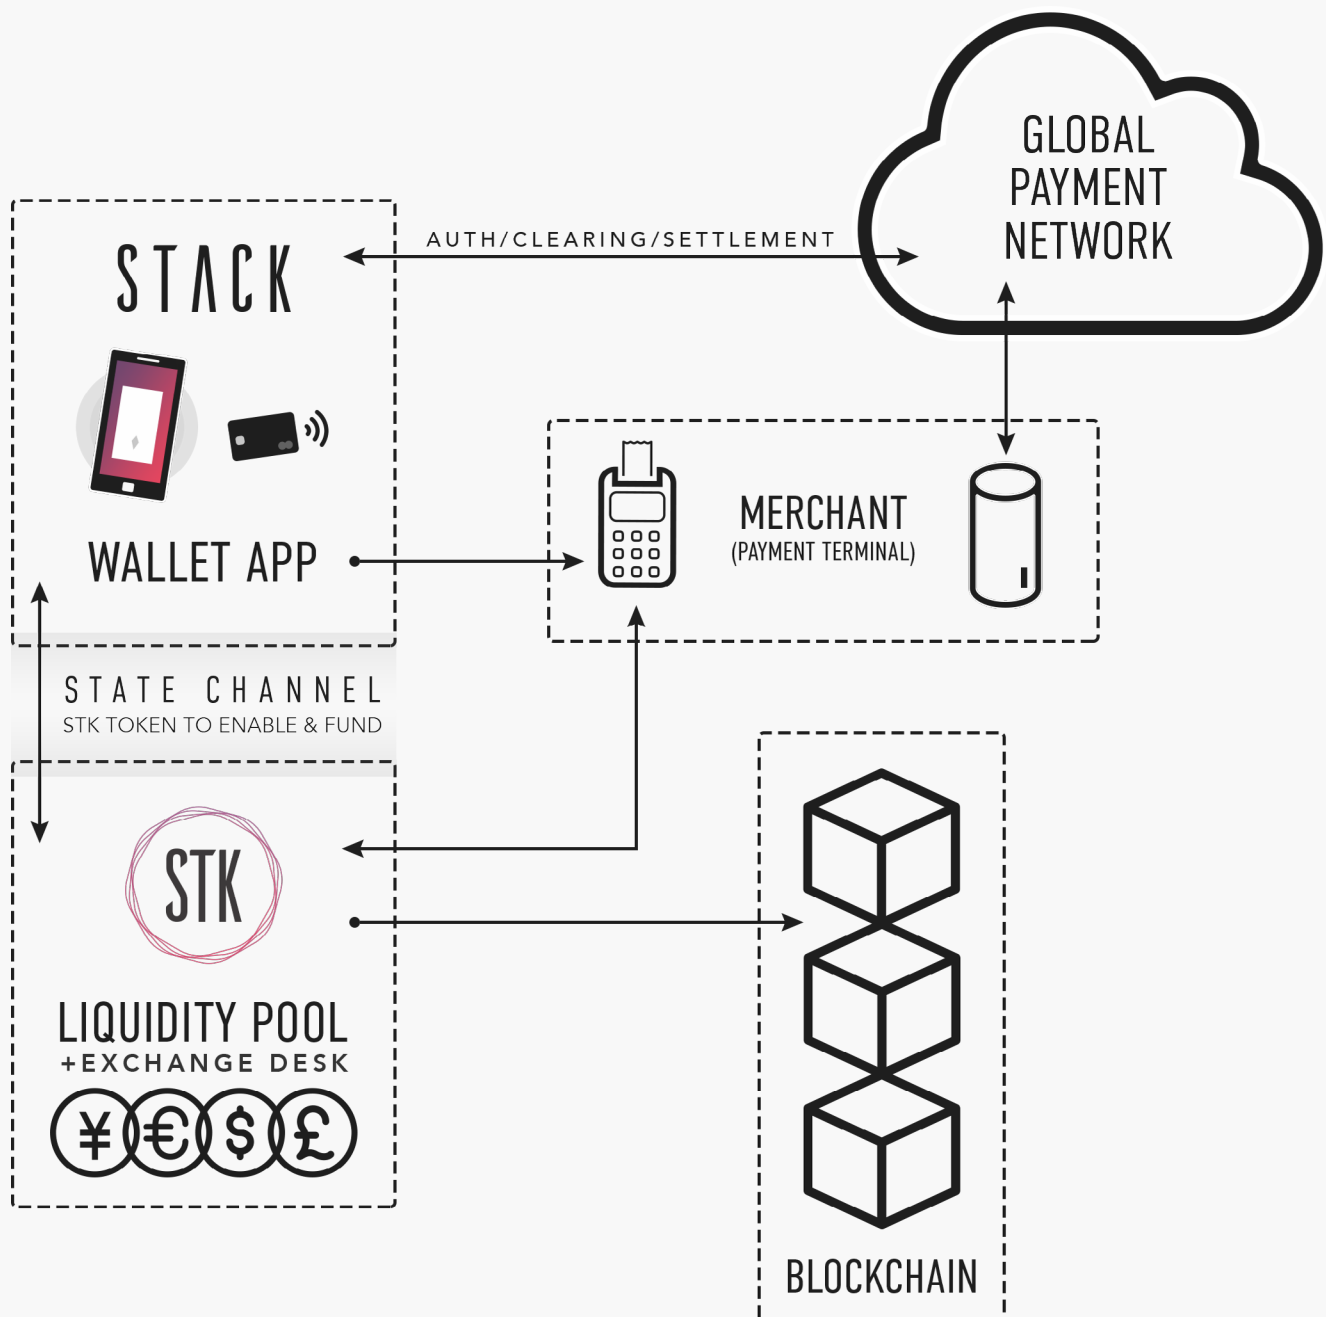 GLOBAL
PAYMENT
NETWORK
AUTH/CLEARING/SETTLEMENT
STACK
WALLET APP
MERCHANT
(PAYMENT TERMINAL)
STATE CHANNEL
STK TOKEN TO ENABLE & FUND
STK
LIQUIDITY POOL
+EXCHANGE DESK
¥ € $ £
BLOCKCHAIN